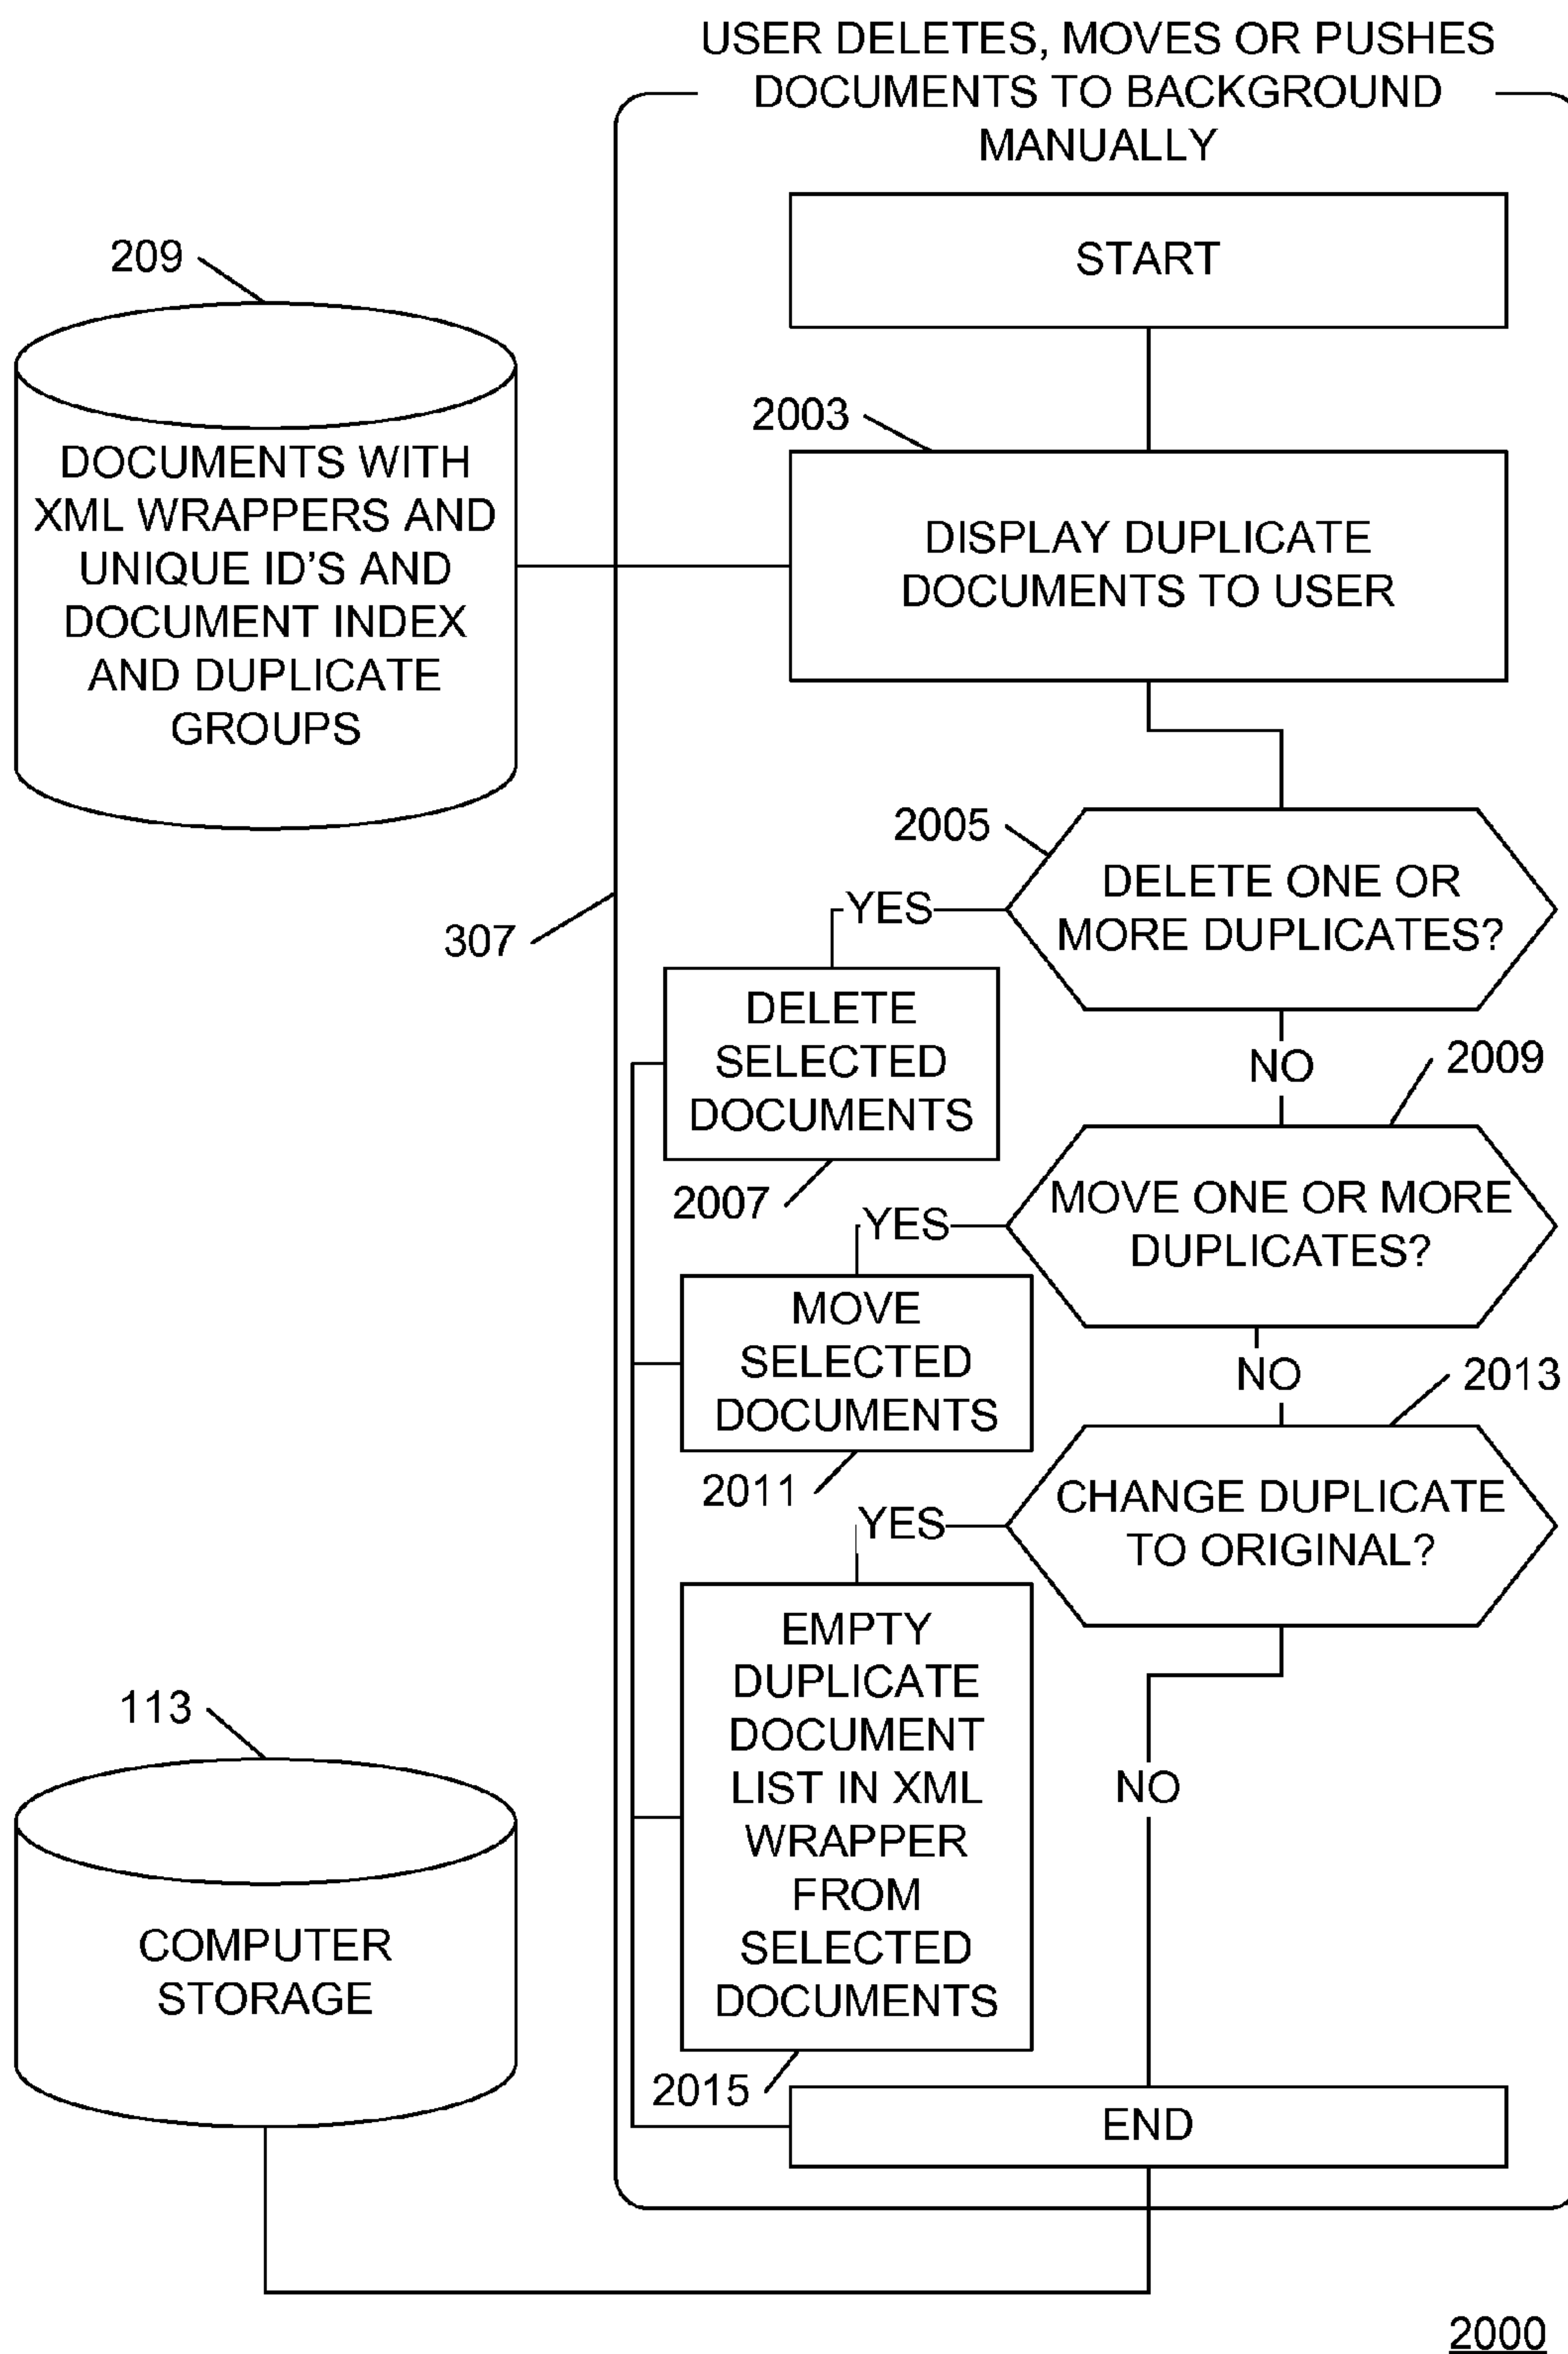 USER DELETES, MOVES OR PUSHES
DOCUMENTS TO BACKGROUND
MANUALLY
START
209
DOCUMENTS WITH
XML WRAPPERS AND
UNIQUE ID'S AND
DOCUMENT INDEX
AND DUPLICATE
GROUPS
2003
DISPLAY DUPLICATE
DOCUMENTS TO USER
2005
DELETE ONE OR
MORE DUPLICATES?
YES
307
DELETE
SELECTED
DOCUMENTS
2007
NO
2009
MOVE ONE OR MORE
DUPLICATES?
YES
MOVE
SELECTED
DOCUMENTS
2011
NO
2013
CHANGE DUPLICATE
TO ORIGINAL?
YES
EMPTY
DUPLICATE
DOCUMENT
LIST IN XML
WRAPPER
FROM
SELECTED
DOCUMENTS
2015
NO
113
COMPUTER
STORAGE
END
2000